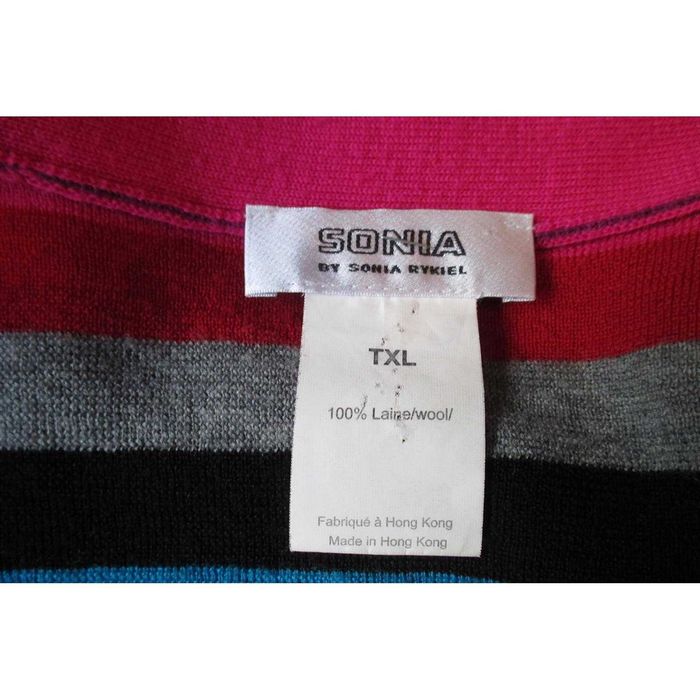 SONIA
BY SONIA RYKIEL
TXL
100% Laine/wool/
Fabriqué à Hong Kong
Made in Hong Kong